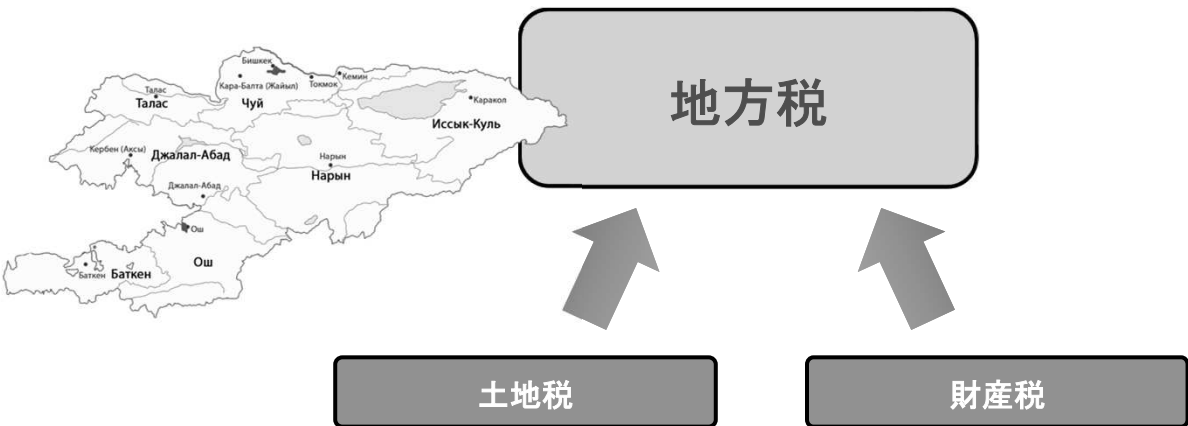 地方税
Бишкек
Кара-Балта (Жайыл)
Токмок
Кемин
Чуй
Талас
Талас
Каракол
Иссык-Куль
Кербен (Аксы)
Джалал-Абад
Нарын
Нарын
Джалал-Абад
Ош
Ош
Баткен
Баткен
土地税
財産税